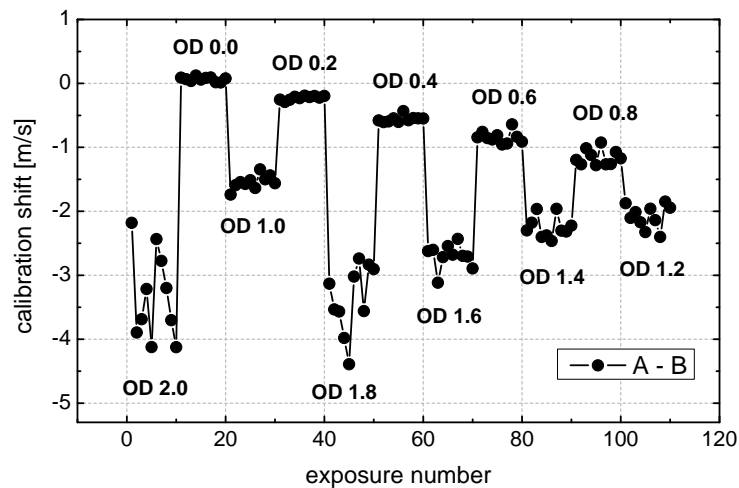 calibration shift [m/s]
1
0
-1
-2
-3
-4
-5
OD 0.0
OD 0.2
OD 0.4
OD 0.6
OD 0.8
OD 1.0
OD 1.2
OD 1.4
OD 1.6
OD 1.8
OD 2.0
A - B
0 20 40 60 80 100 120
exposure number